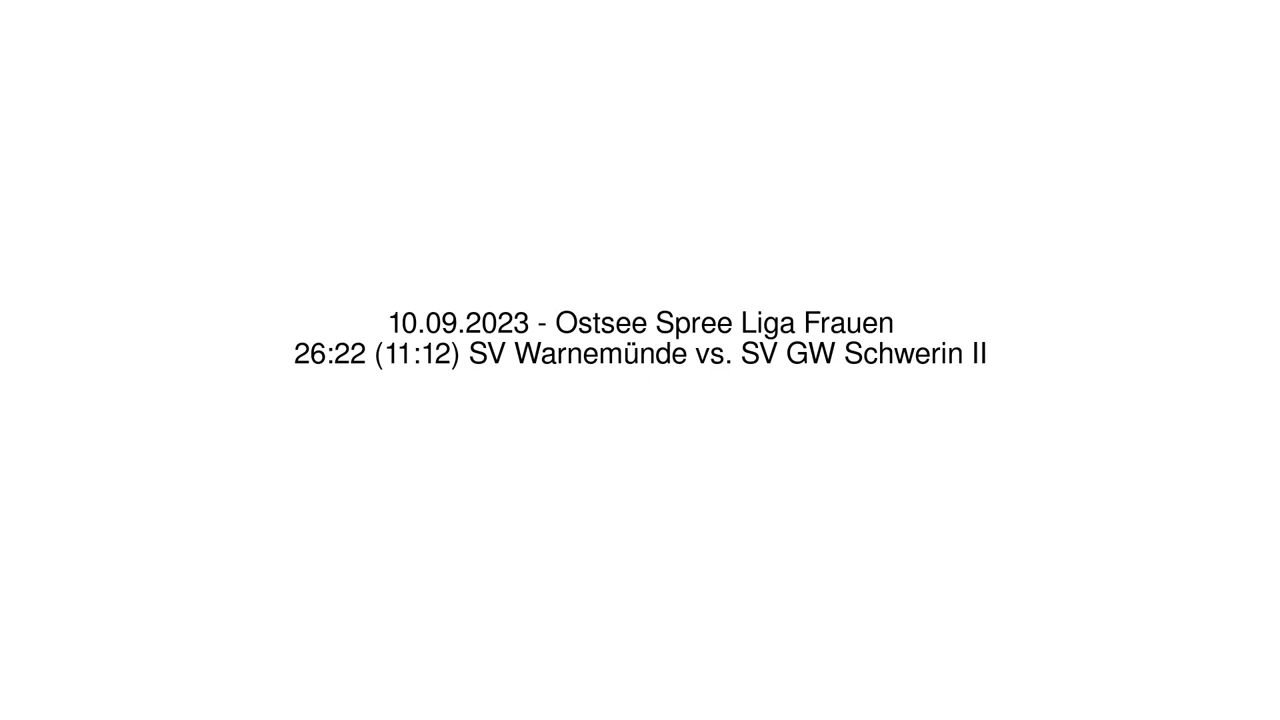 10.09.2023 - Ostsee Spree Liga Frauen
26:22 (11:12) SV Warnemünde vs. SV GW Schwerin II